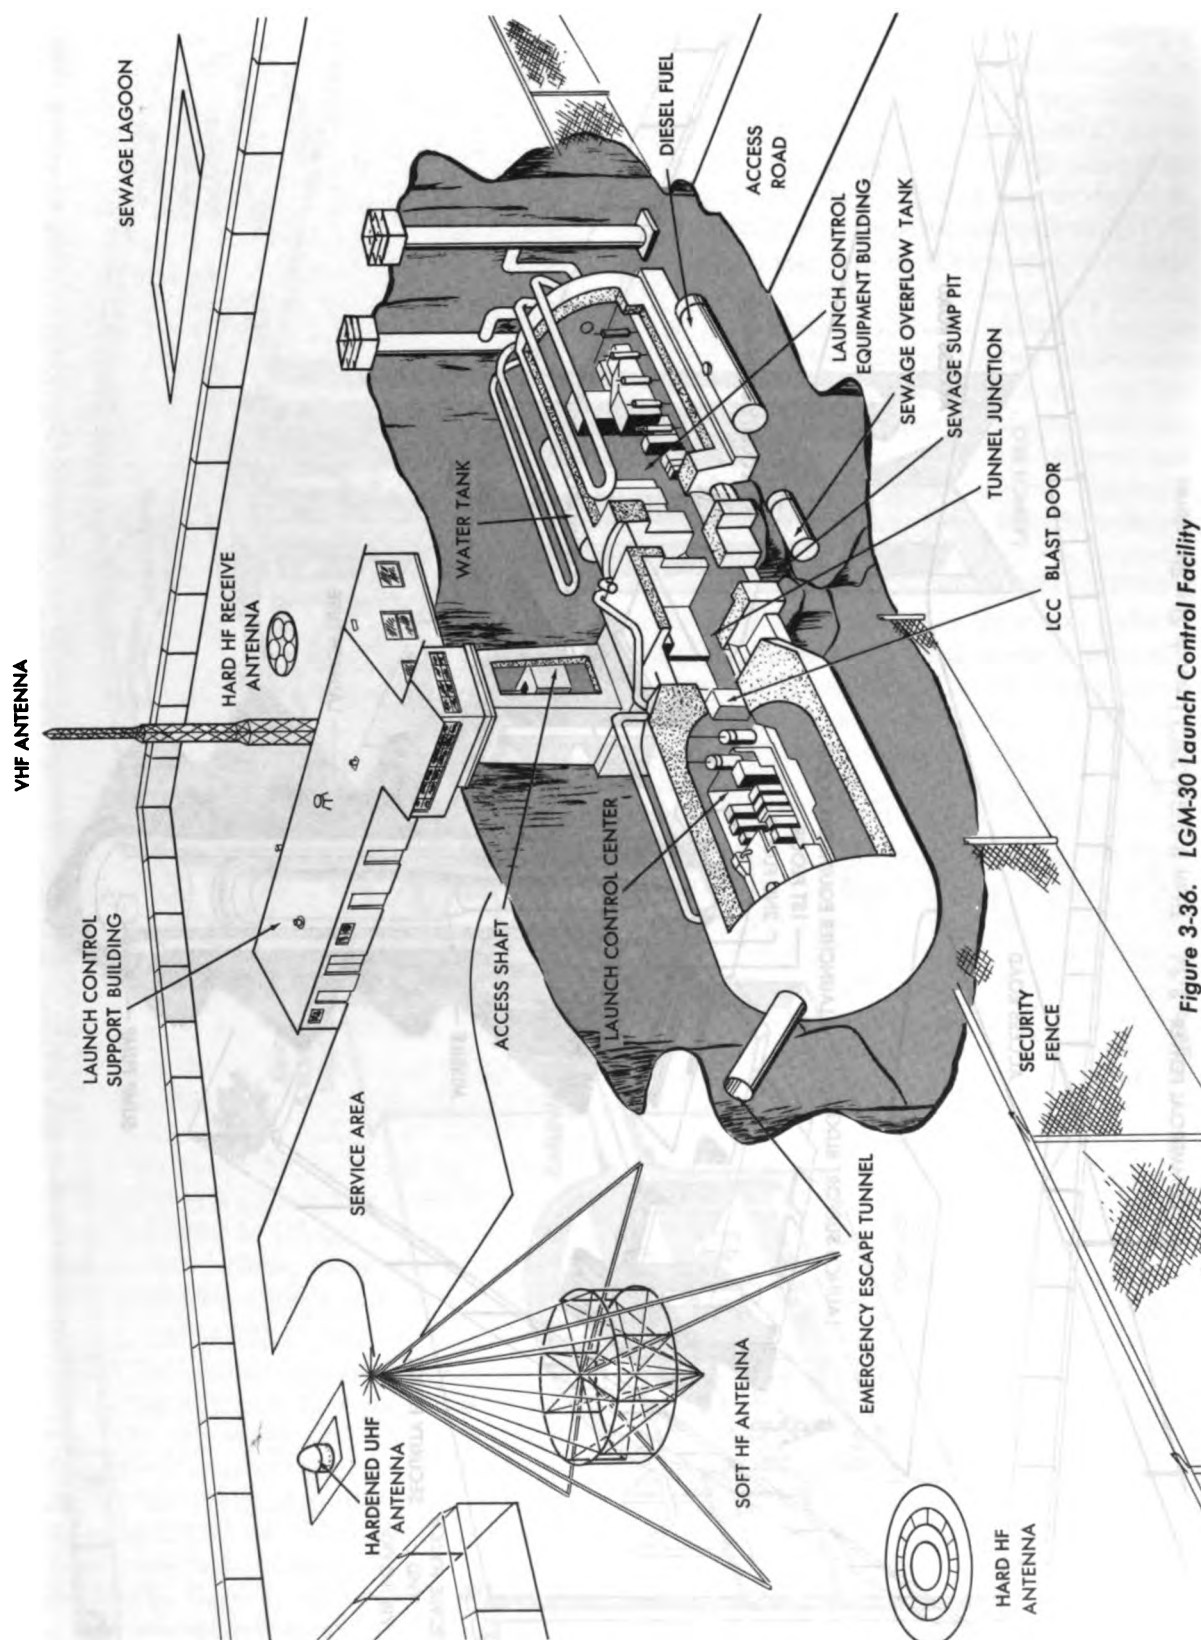 VHF ANTENNA
SEWAGE LAGOON
HARD HF RECEIVE
ANTENNA
LAUNCH CONTROL
SUPPORT BUILDING
SERVICE AREA
HARDENED UHF
ANTENNA
WATER TANK
ACCESS SHAFT
LAUNCH CONTROL CENTER
DIESEL FUEL
ACCESS
ROAD
LAUNCH CONTROL
EQUIPMENT BUILDING
SEWAGE OVERFLOW TANK
SEWAGE SUMP PIT
TUNNEL JUNCTION
LCC BLAST DOOR
SECURITY
FENCE
EMERGENCY ESCAPE TUNNEL
SOFT HF ANTENNA
HARD HF
ANTENNA
Figure 3-36. LGM-30 Launch Control Facility